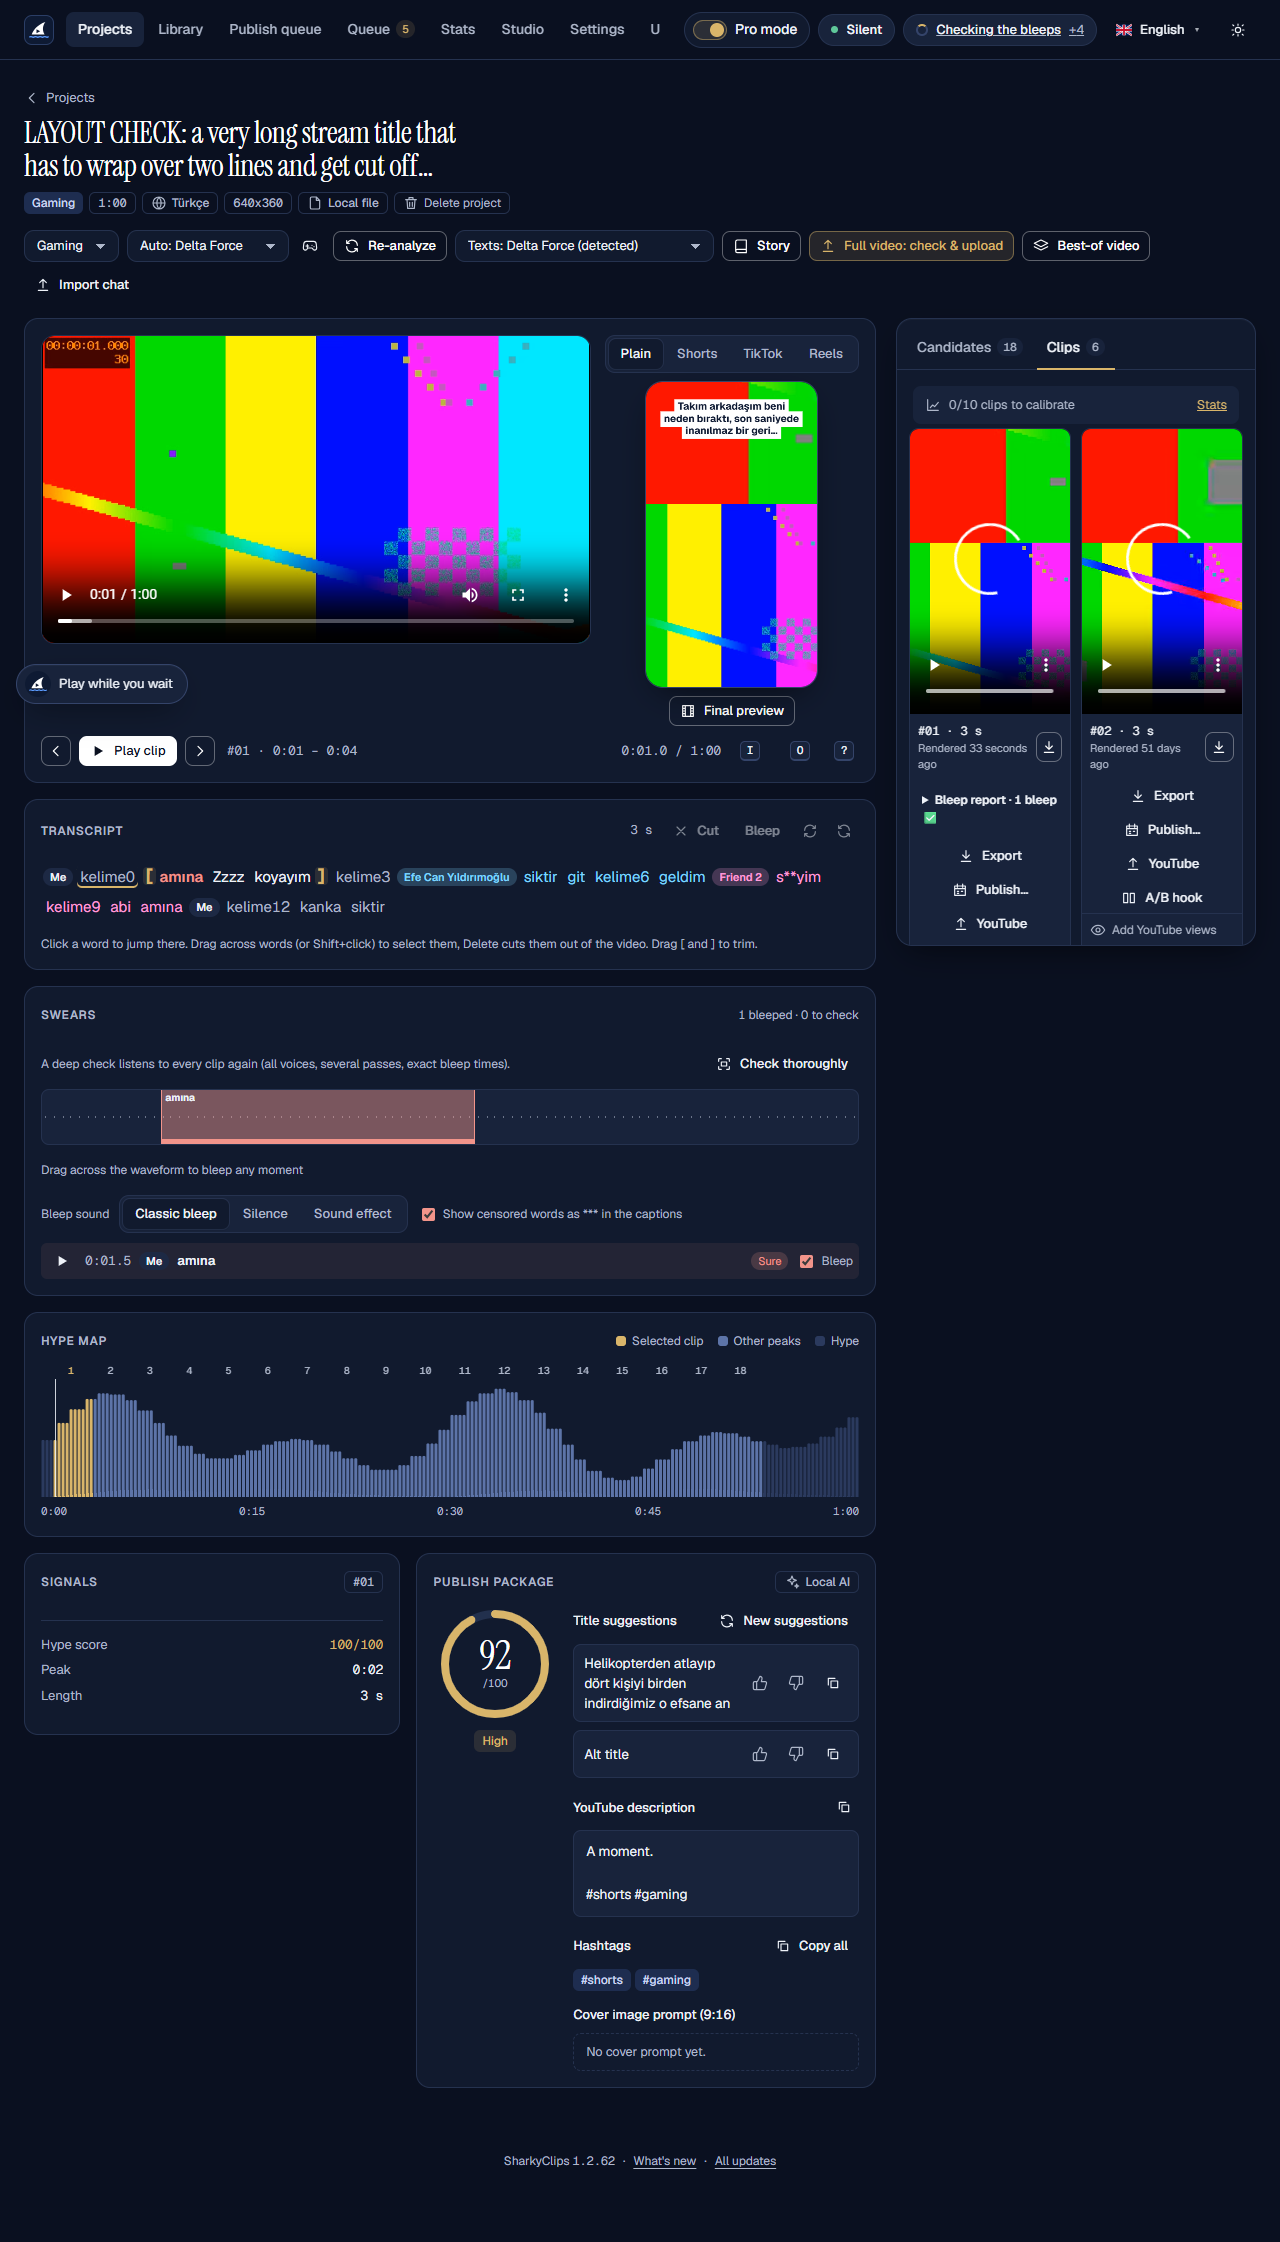 Projects
Library
Publish queue
Queue 5
Stats
Studio
Settings
U
Pro mode
Silent
Checking the bleeps +4
English
Projects
LAYOUT CHECK: a very long stream title that
has to wrap over two lines and get cut off...
Gaming
1:00
Türkçe
640x360
Local file
Delete project
Gaming
Auto: Delta Force
Re-analyze
Texts: Delta Force (detected)
Story
Full video: check & upload
Best-of video
Import chat
00:00:01.000
30
0:01 / 1:00
Plain
Shorts
TikTok
Reels
Takım arkadaşım beni
neden bıraktı, son saniyede
inanılmaz bir geri...
Final preview
Play while you wait
Play clip
#01 · 0:01 – 0:04
0:01.0 / 1:00
I
O
?
Candidates 18
Clips 6
0/10 clips to calibrate
Stats
#01 · 3 s
Rendered 33 seconds
ago
Bleep report · 1 bleep
Export
Publish...
YouTube
#02 · 3 s
Rendered 51 days
ago
Export
Publish...
YouTube
A/B hook
Add YouTube views
TRANSCRIPT
3 s
Cut
Bleep
Me kelime0 [ amına Zzzz koyayım ] kelime3 Efe Can Yıldırımoğlu siktir git kelime6 geldim Friend 2 s**yim
kelime9 abi amına Me kelime12 kanka siktir
Click a word to jump there. Drag across words (or Shift+click) to select them, Delete cuts them out of the video. Drag [ and ] to trim.
SWEARS
1 bleeped · 0 to check
A deep check listens to every clip again (all voices, several passes, exact bleep times).
Check thoroughly
amına
Drag across the waveform to bleep any moment
Bleep sound
Classic bleep
Silence
Sound effect
Show censored words as *** in the captions
0:01.5 Me amına
Sure
Bleep
HYPE MAP
Selected clip
Other peaks
Hype
1 2 3 4 5 6 7 8 9 10 11 12 13 14 15 16 17 18
0:00 0:15 0:30 0:45 1:00
SIGNALS
#01
Hype score 100/100
Peak 0:02
Length 3 s
PUBLISH PACKAGE
Local AI
92
/100
High
Title suggestions
New suggestions
Helikopterden atlayıp
dört kişiyi birden
indirdiğimiz o efsane an
Alt title
YouTube description
A moment.
#shorts #gaming
Hashtags
Copy all
#shorts
#gaming
Cover image prompt (9:16)
No cover prompt yet.
SharkyClips 1.2.62 · What's new · All updates